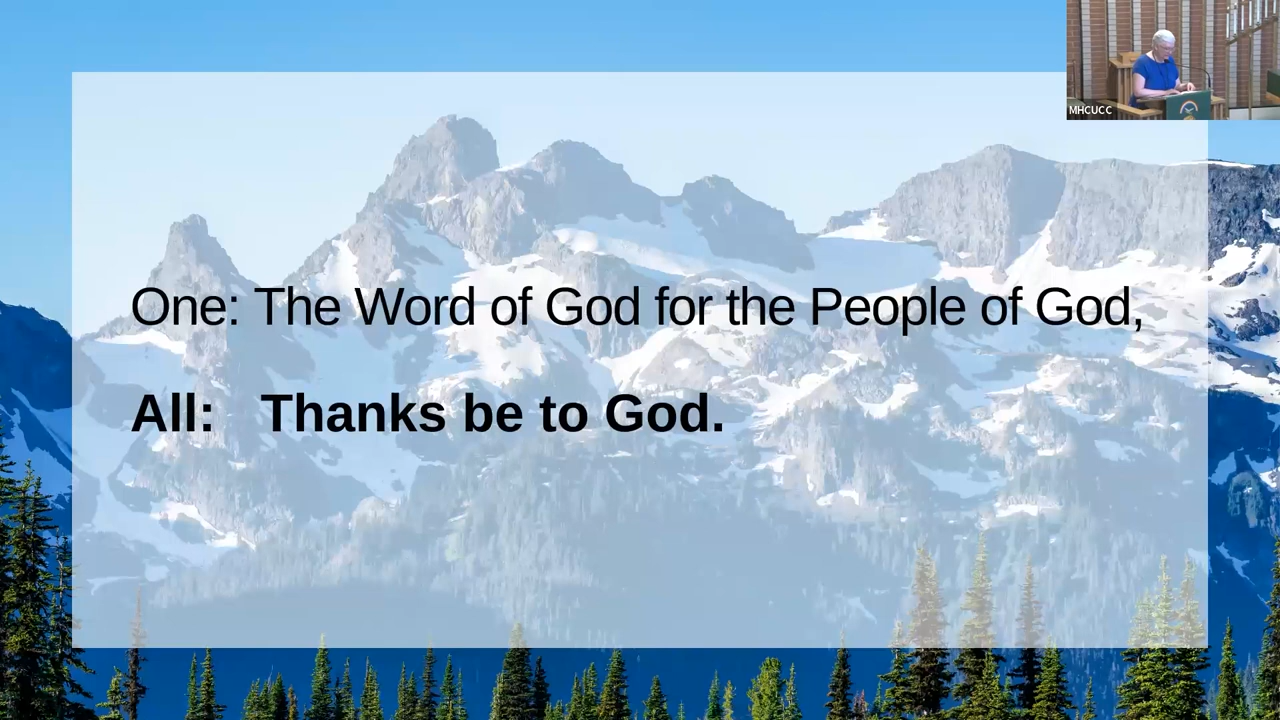 MHCUCC
One: The Word of God for the People of God,
All: Thanks be to God.